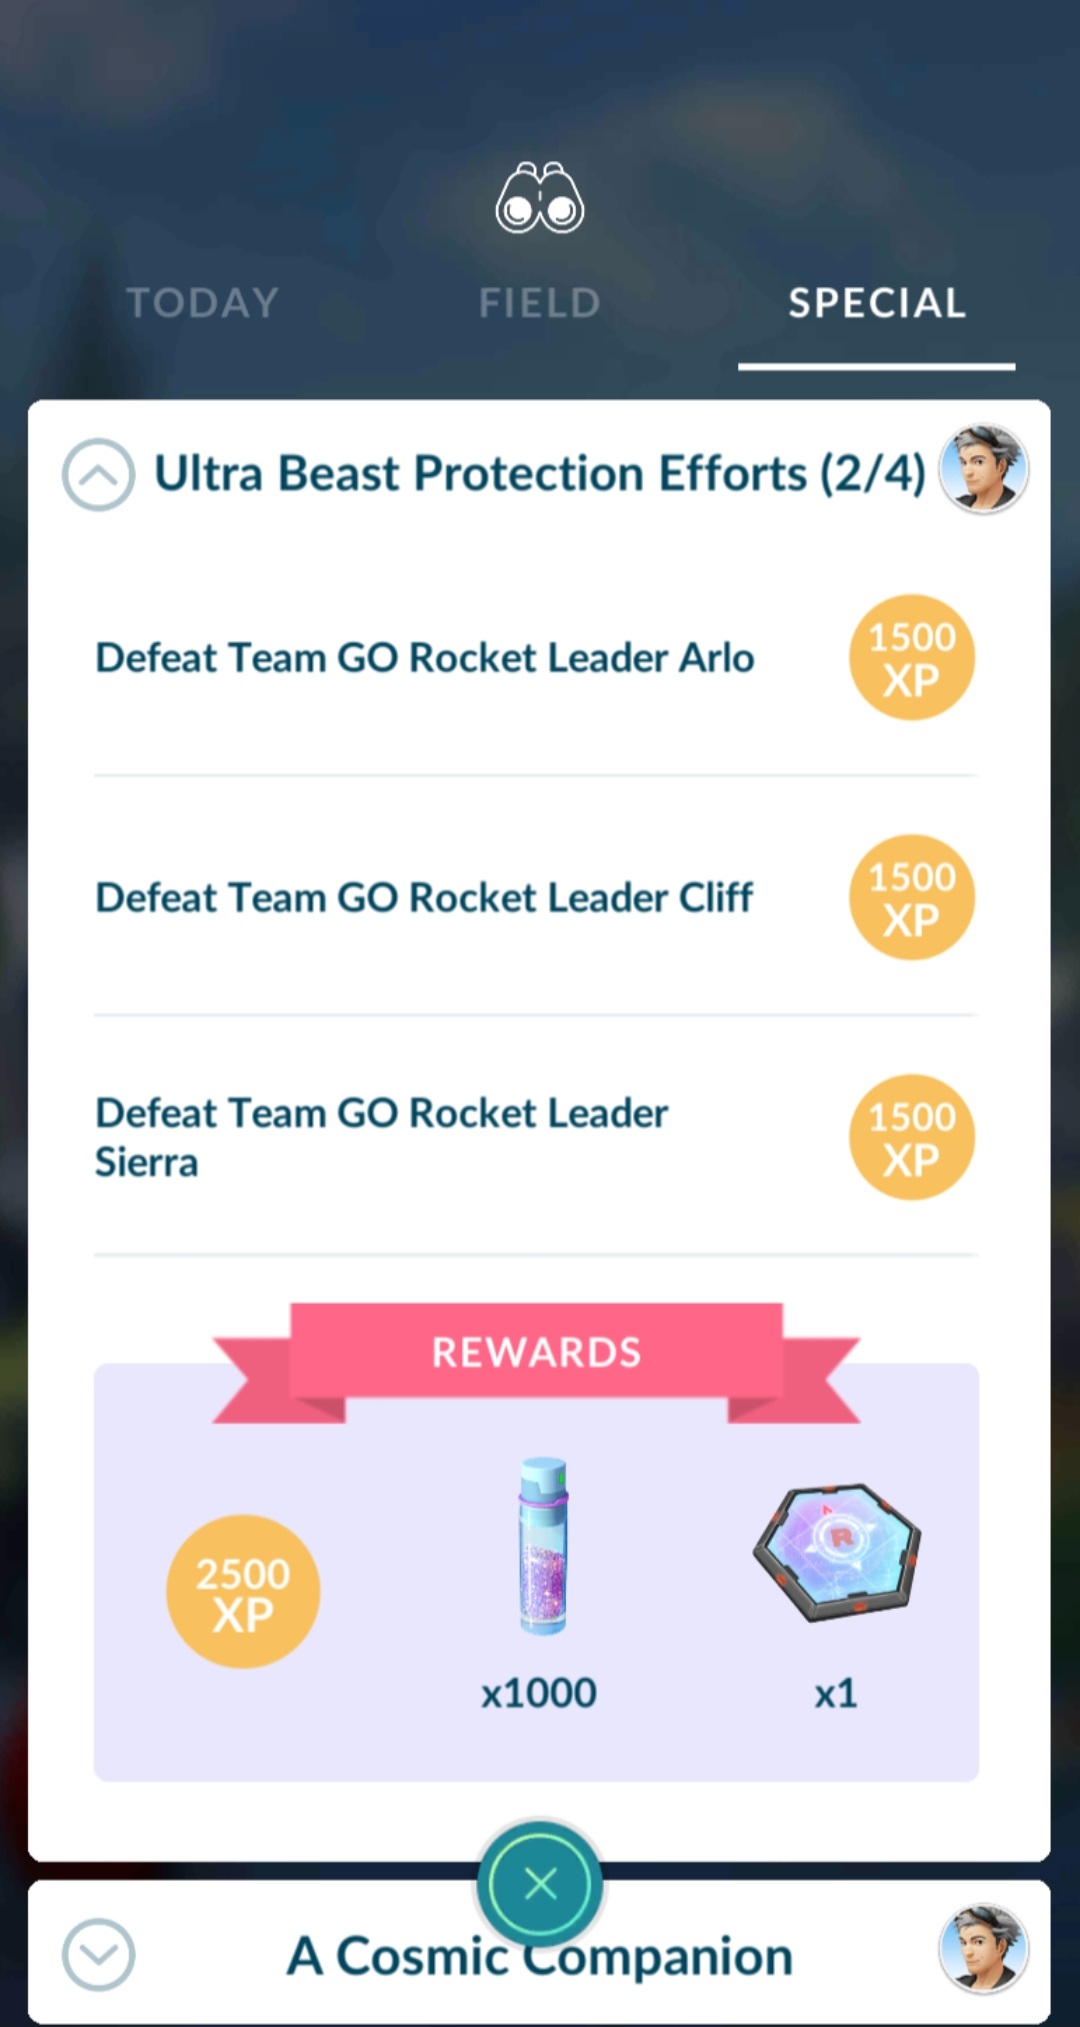 TODAY
FIELD
SPECIAL
Ultra Beast Protection Efforts (2/4)
Defeat Team GO Rocket Leader Arlo
1500
XP
Defeat Team GO Rocket Leader Cliff
1500
XP
Defeat Team GO Rocket Leader
Sierra
1500
XP
REWARDS
2500
XP
R
x1000
x1
A Cosmic Companion